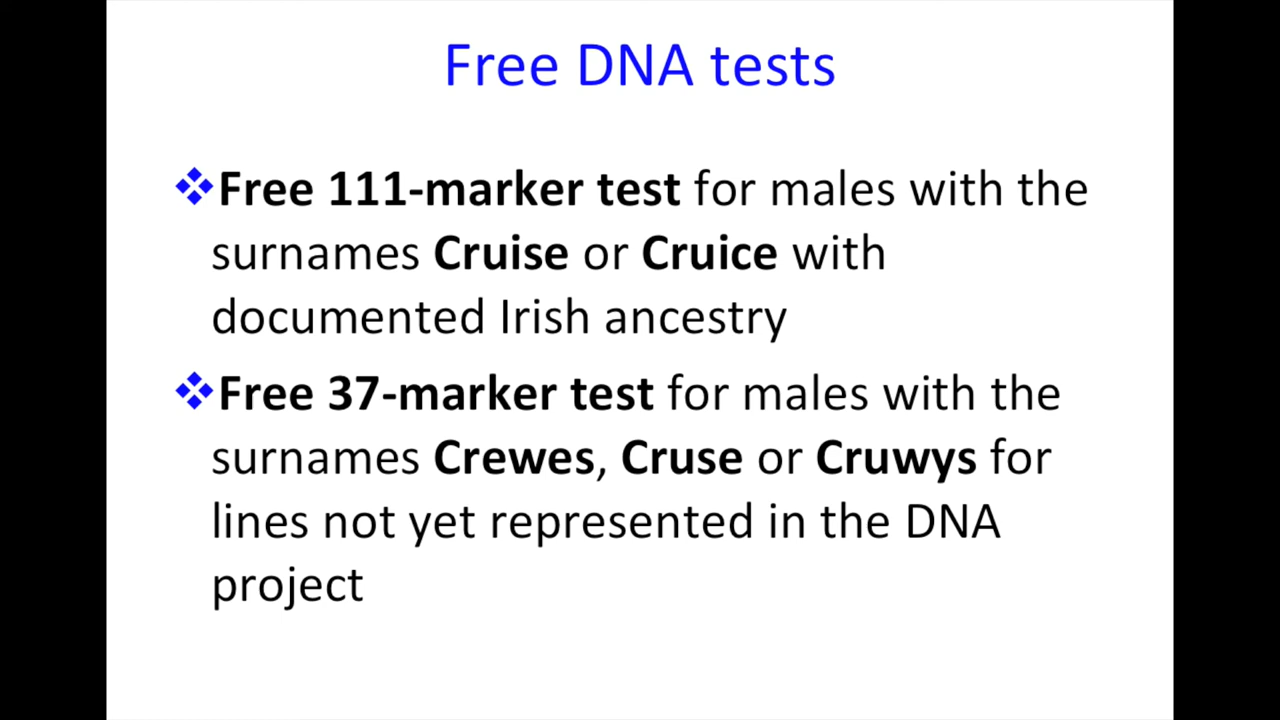 Free DNA tests
❖Free 111-marker test for males with the
surnames Cruise or Cruice with
documented Irish ancestry
❖Free 37-marker test for males with the
surnames Crewes, Cruse or Cruwys for
lines not yet represented in the DNA
project